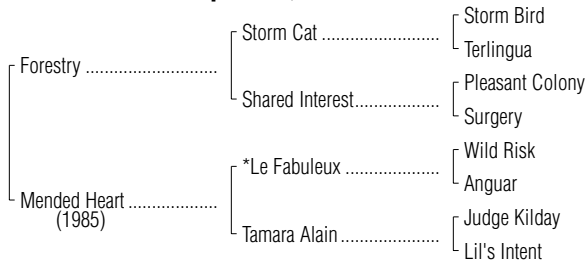 Storm Bird
Storm Cat ........................
Terlingua
Forestry ...........................
Pleasant Colony
Shared Interest.................
Surgery
Wild Risk
*Le Fabuleux ...................
Anguar
Mended Heart ..................
(1985)
Judge Kilday
Tamara Alain ....................
Lil's Intent